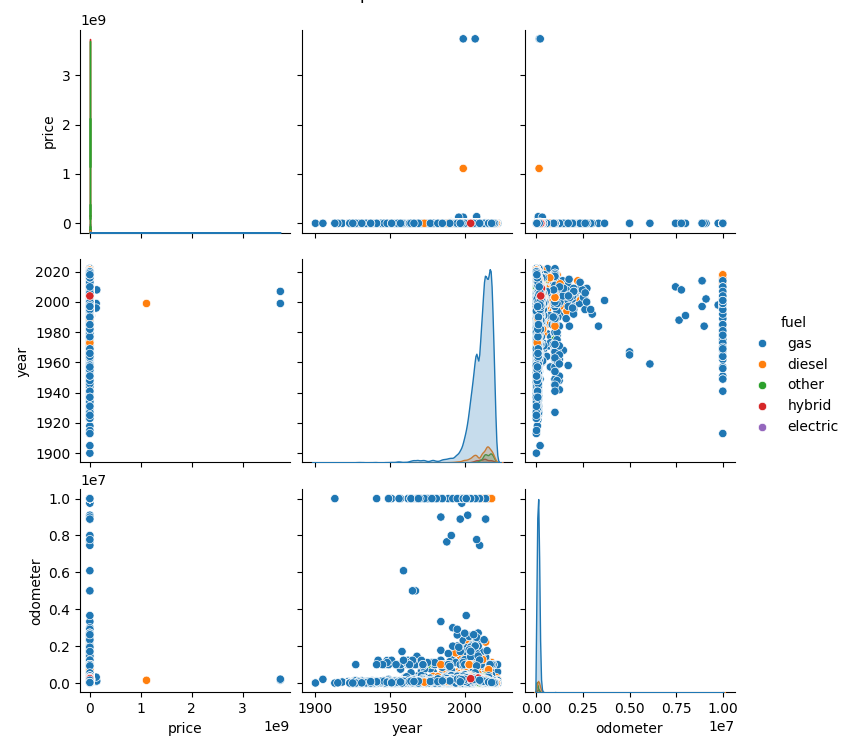 1e9
3
2
1
0
price
2020
2000
1980
1960
1940
1920
1900
year
fuel
gas
diesel
other
hybrid
electric
1e7
1.0
0.8
0.6
0.4
0.2
0.0
odometer
0 1 2 3 1e9
price
1900 1950 2000
year
0.00 0.25 0.50 0.75 1.00
1e7
odometer